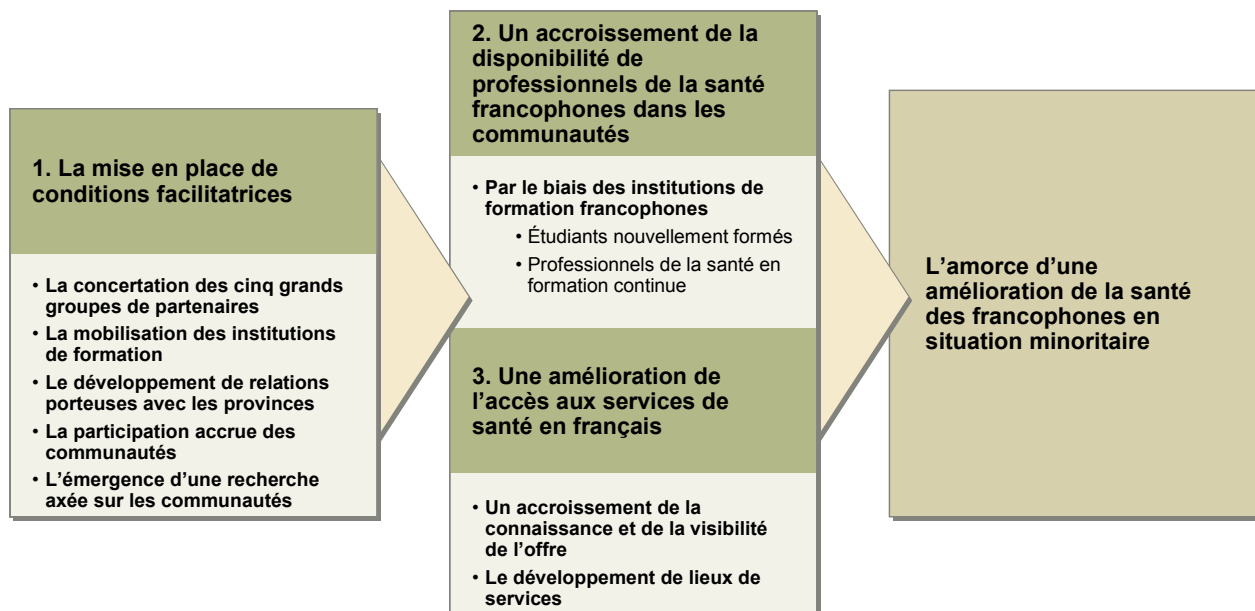 1. La mise en place de
conditions facilitatrices
• La concertation des cinq grands
groupes de partenaires
• La mobilisation des institutions
de formation
• Le développement de relations
porteuses avec les provinces
• La participation accrue des
communautés
• L’émergence d’une recherche
axée sur les communautés
2. Un accroissement de la
disponibilité de
professionnels de la santé
francophones dans les
communautés
• Par le biais des institutions de
formation francophones
• Étudiants nouvellement formés
• Professionnels de la santé en
formation continue
3. Une amélioration de
l’accès aux services de
santé en français
• Un accroissement de la
connaissance et de la visibilité
de l’offre
• Le développement de lieux de
services
L’amorce d’une
amélioration de la santé
des francophones en
situation minoritaire